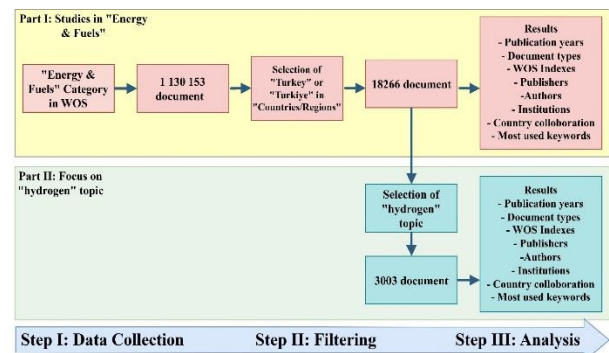 Part I: Studies in "Energy
& Fuels"
"Energy &
Fuels" Category
in WOS
1 130 153
document
Selection of
"Turkey" or
"Turkiye" in
"Countries/Regions"
18266 document
Results
- Publication years
- Document types
- WOS Indexes
- Publishers
-Authors
- Institutions
- Country colloboration
- Most used keywords
Part II: Focus on
"hydrogen" topic
Selection of
"hydrogen"
topic
3003 document
Results
- Publication years
- Document types
- WOS Indexes
- Publishers
-Authors
- Institutions
- Country collaboration
- Most used keywords
Step I: Data Collection
Step II: Filtering
Step III: Analysis